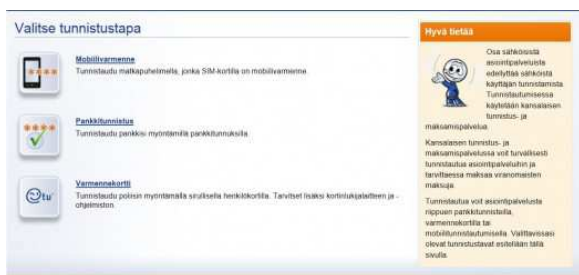 Valitse tunnistustapa
Mobiilivarmenne
Tunnistaudu matkapuhelimella, jonka SIM-kortilla on mobiilivarmenne.
Pankkitunnistus
Tunnistaudu pankkisi myöntämillä pankkitunnuksilla.
tu
Varmennekortti
Tunnistaudu poliisin myöntämällä sirullisella henkilökortilla. Tarvitset lisäksi kortinlukijalaitteen ja -
ohjelmiston.
Hyvä tietää
Osa sähköisistä
asiointipalveluista
edellyttää sähköistä
käyttäjän tunnistamista.
Tunnistautumisessa
käytetään kansalaisen
tunnistus- ja
maksamispalvelua.
Kansalaisen tunnistus- ja
maksamispalvelussa voit turvallisesti
tunnistautua asiointipalveluihin ja
tarvittaessa maksaa viranomaisten
maksuja.
Tunnistautua voit asiointipalvelusta
riippuen pankkitunnisteilla,
varmennekortilla tai
mobiilitunnistautumisella. Valittavissasi
olevat tunnistustavat esitellään tällä
sivulla.